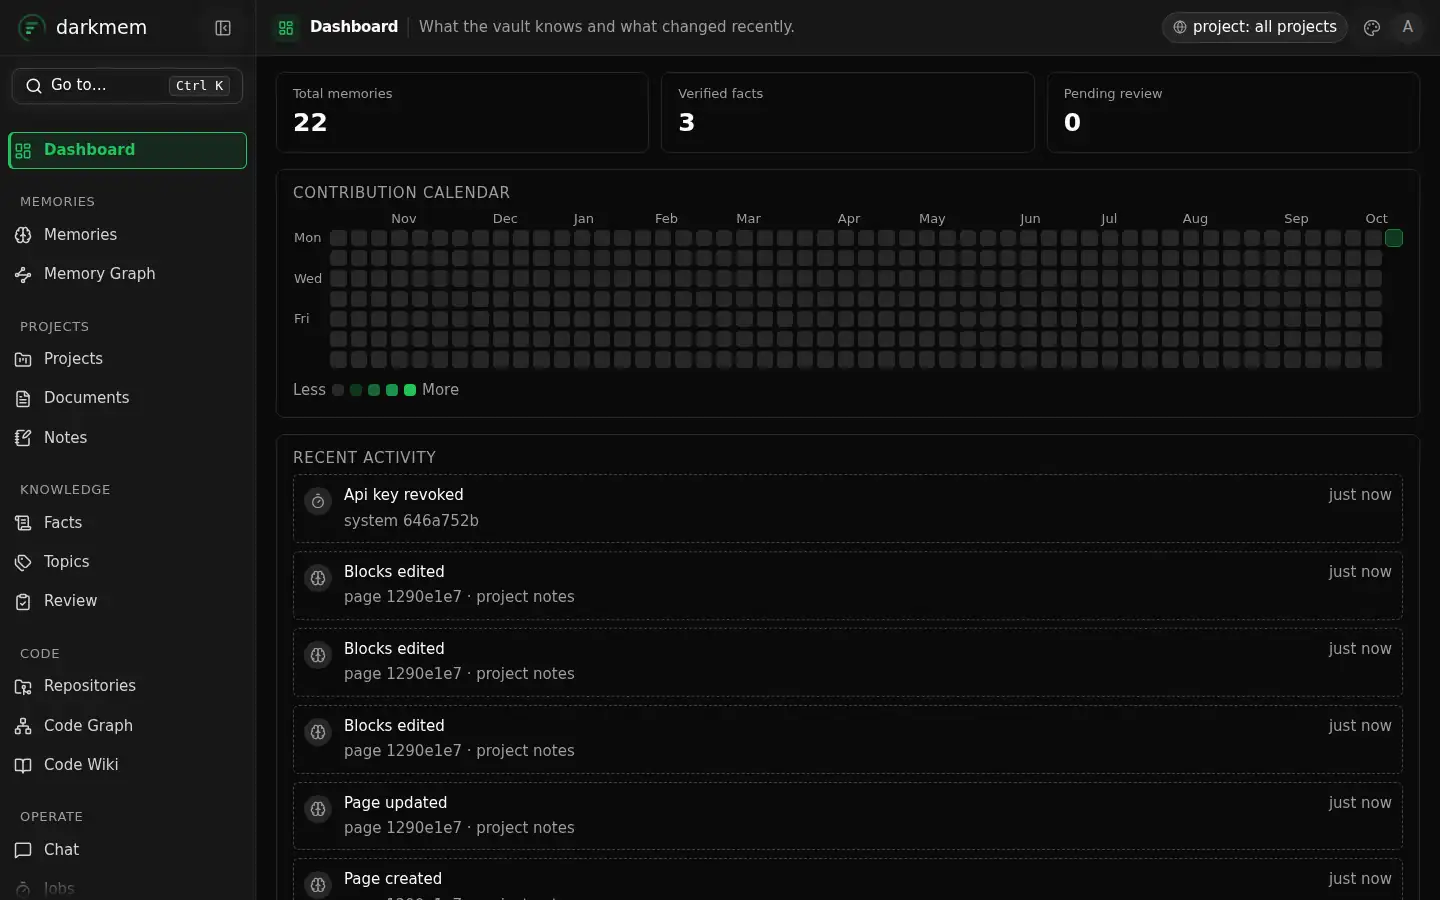 darkmem
Go to...
Ctrl K
Dashboard
MEMORIES
Memories
Memory Graph
PROJECTS
Projects
Documents
Notes
KNOWLEDGE
Facts
Topics
Review
CODE
Repositories
Code Graph
Code Wiki
OPERATE
Chat
Jobs
Dashboard
What the vault knows and what changed recently.
project: all projects
A
Total memories
22
Verified facts
3
Pending review
0
CONTRIBUTION CALENDAR
Nov Dec Jan Feb Mar Apr May Jun Jul Aug Sep Oct
Mon
Wed
Fri
Less More
RECENT ACTIVITY
Api key revoked just now
system 646a752b
Blocks edited just now
page 1290e1e7 · project notes
Blocks edited just now
page 1290e1e7 · project notes
Blocks edited just now
page 1290e1e7 · project notes
Page updated just now
page 1290e1e7 · project notes
Page created just now